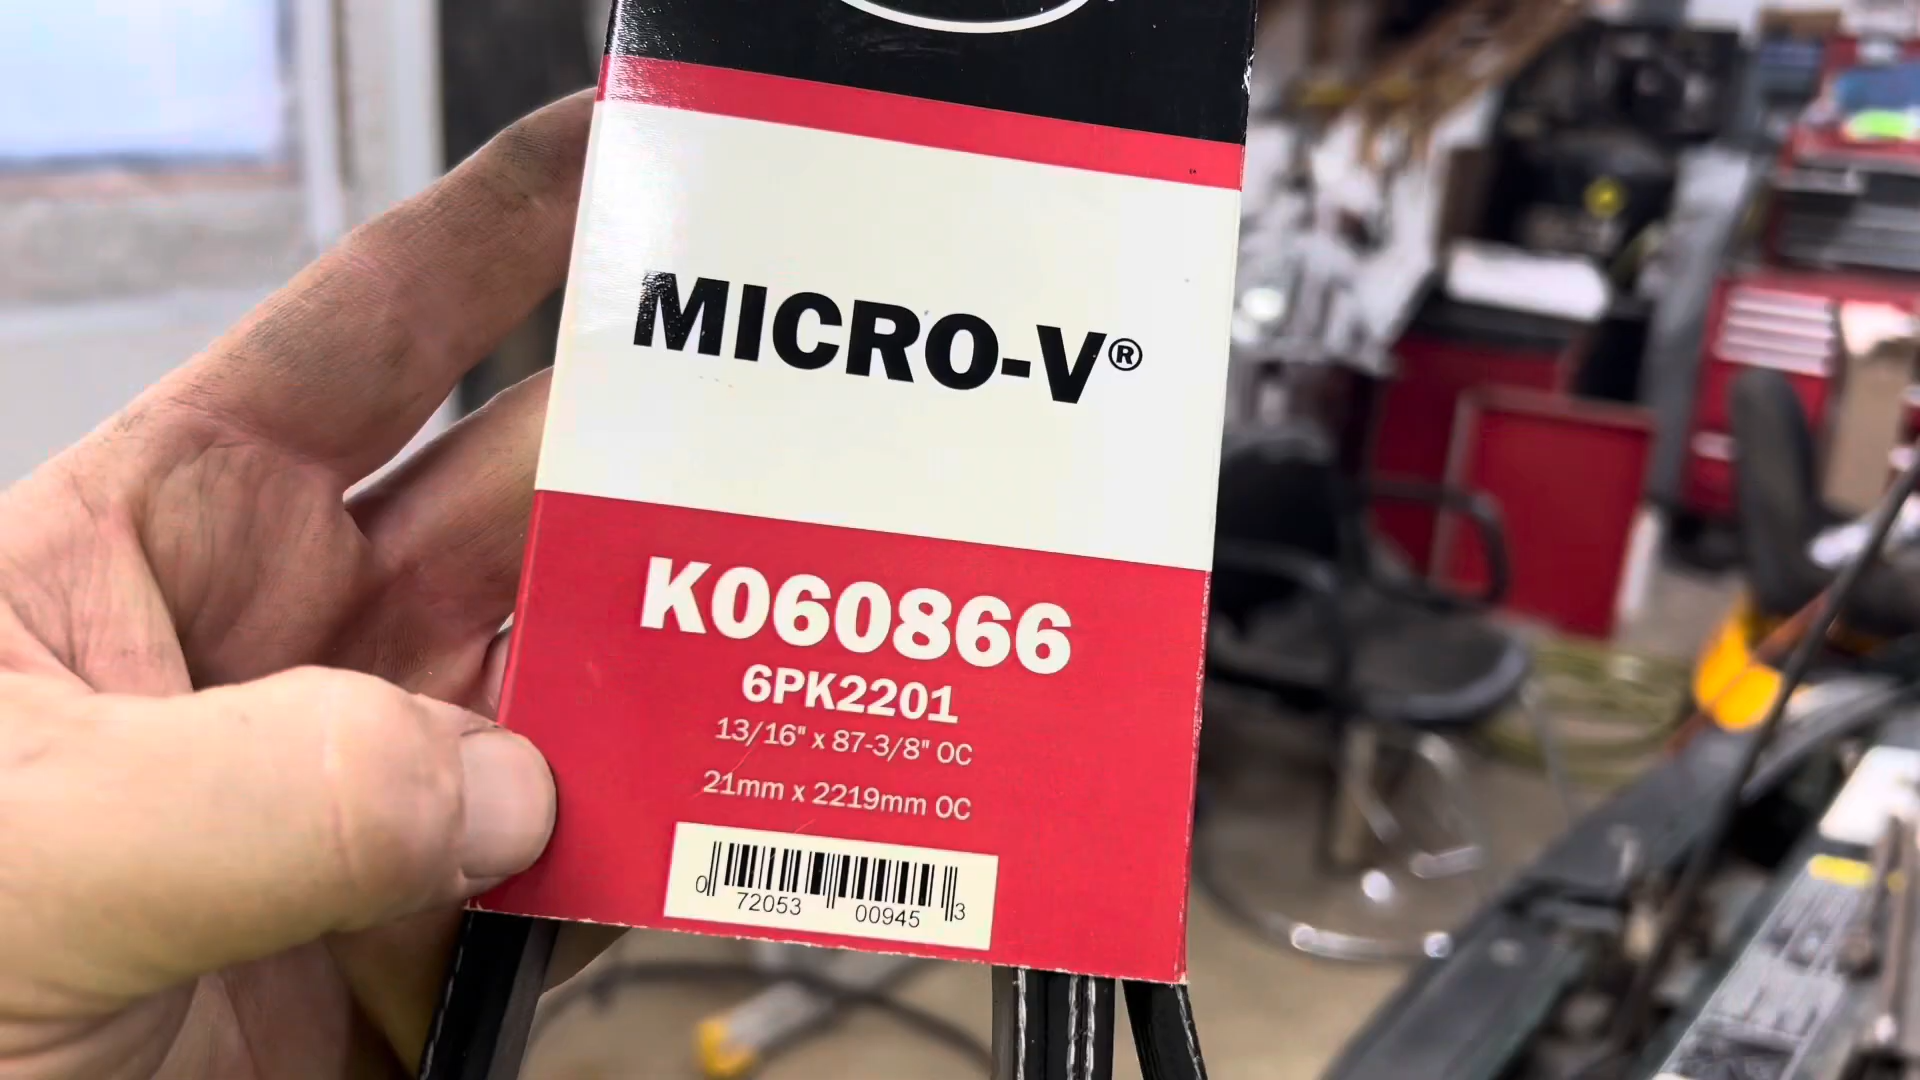 MICRO-V®
K060866
6PK2201
13/16" x 87-3/8" OC
21mm x 2219mm OC
0 72053 00945 3